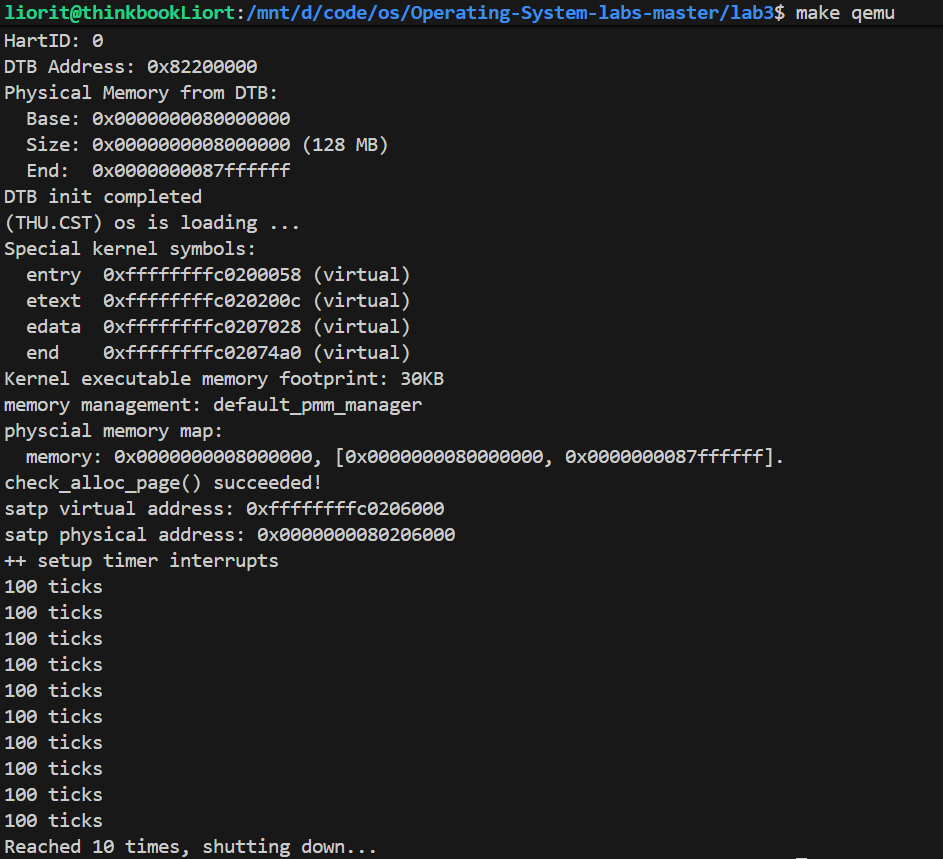 liorit@thinkbookLiort:/mnt/d/code/os/Operating-System-labs-master/lab3$ make qemu
HartID: 0
DTB Address: 0x82200000
Physical Memory from DTB:
  Base: 0x0000000080000000
  Size: 0x0000000008000000 (128 MB)
  End:  0x0000000087ffffff
DTB init completed
(THU.CST) os is loading ...
Special kernel symbols:
  entry  0xffffffffc0200058 (virtual)
  etext  0xffffffffc020200c (virtual)
  edata  0xffffffffc0207028 (virtual)
  end    0xffffffffc02074a0 (virtual)
Kernel executable memory footprint: 30KB
memory management: default_pmm_manager
physcial memory map:
  memory: 0x0000000008000000, [0x0000000080000000, 0x0000000087ffffff].
check_alloc_page() succeeded!
satp virtual address: 0xffffffffc0206000
satp physical address: 0x0000000080206000
++ setup timer interrupts
100 ticks
100 ticks
100 ticks
100 ticks
100 ticks
100 ticks
100 ticks
100 ticks
100 ticks
100 ticks
Reached 10 times, shutting down...